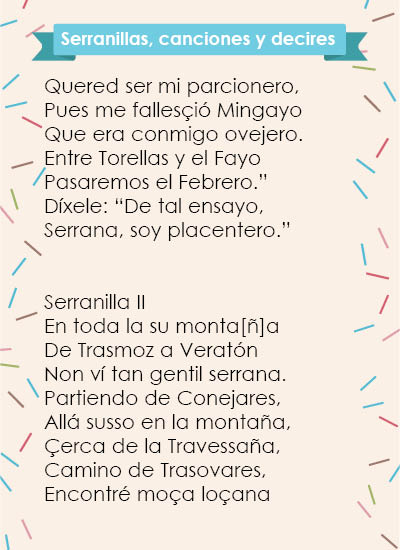 Serranillas, canciones y decires
Quered ser mi parcionero,
Pues me fallesçió Mingayo
Que era conmigo ovejero.
Entre Torellas y el Fayo
Pasaremos el Febrero.”
Díxele: “De tal ensayo,
Serrana, soy placentero.”
Serranilla II
En toda la su monta[ñ]a
De Trasmoz a Veratón
Non ví tan gentil serrana.
Partiendo de Conejares,
Allá susso en la montaña,
Çerca de la Travessaña,
Camino de Trasovares,
Encontré moça loçana